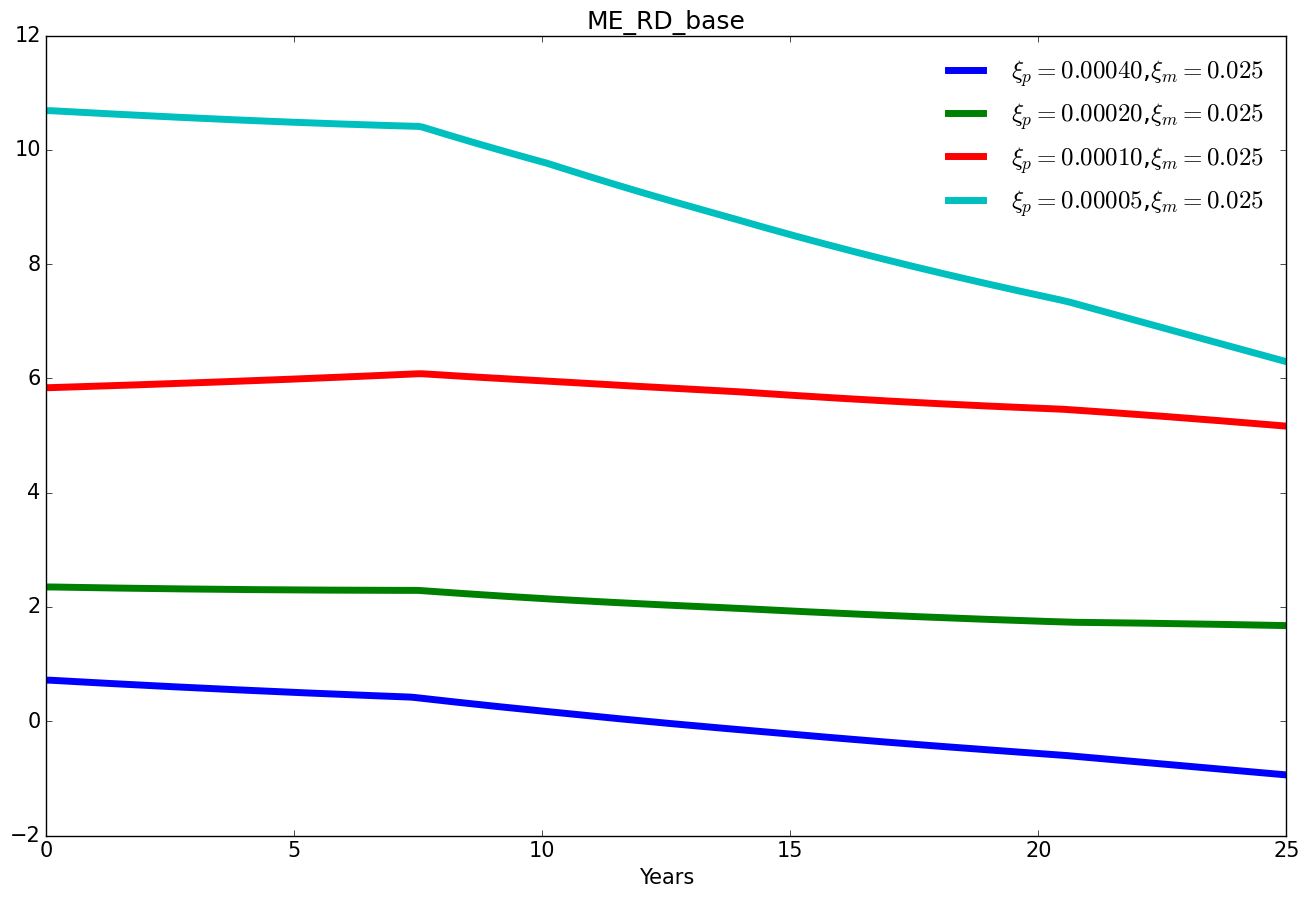 ME_RD_base
12
10
8
6
4
2
0
−2
ξₚ = 0.00040,ξₘ = 0.025
ξₚ = 0.00020,ξₘ = 0.025
ξₚ = 0.00010,ξₘ = 0.025
ξₚ = 0.00005,ξₘ = 0.025
0 5 10 15 20 25
Years